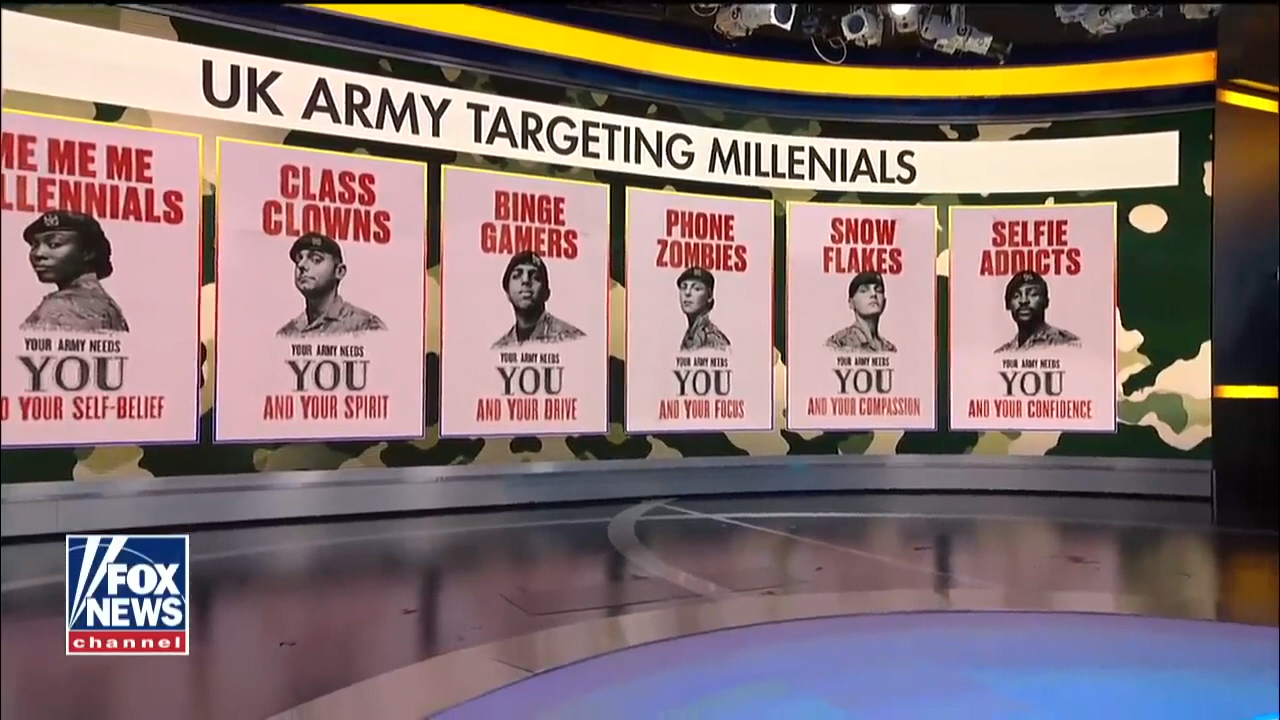 UK ARMY TARGETING MILLENIALS
ME ME ME
LLENNIALS
YOUR ARMY NEEDS
YOU
YOUR SELF-BELIEF
CLASS
CLOWNS
YOUR ARMY NEEDS
YOU
AND YOUR SPIRIT
BINGE
GAMERS
YOUR ARMY NEEDS
YOU
AND YOUR DRIVE
PHONE
ZOMBIES
YOUR ARMY NEEDS
YOU
AND YOUR FOCUS
SNOW
FLAKES
YOUR ARMY NEEDS
YOU
AND YOUR COMPASSION
SELFIE
ADDICTS
YOUR ARMY NEEDS
YOU
AND YOUR CONFIDENCE
FOX
NEWS
channel